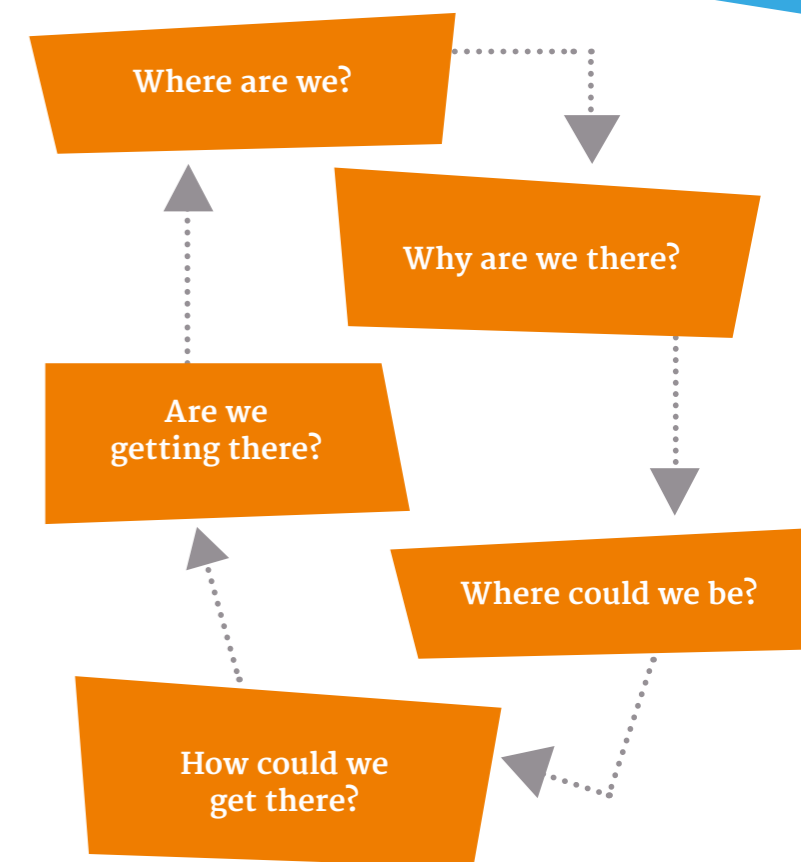 Where are we?
Why are we there?
Where could we be?
How could we
get there?
Are we
getting there?